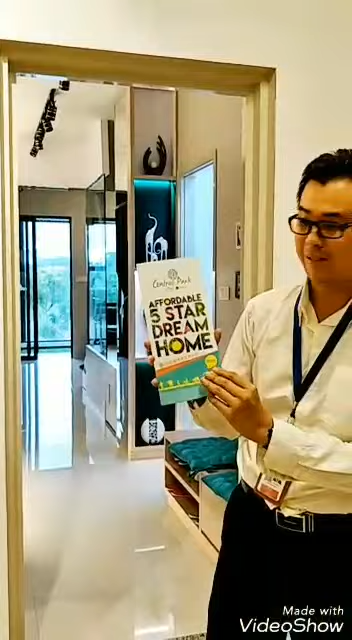 Central Park
AFFORDABLE
5 STAR
DREAM
HOME
Made with
VideoShow